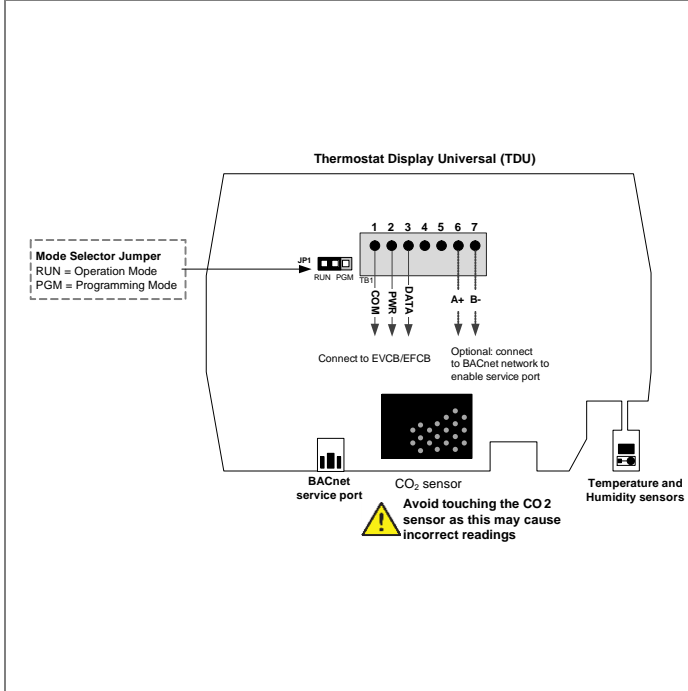 Thermostat Display Universal (TDU)
1 2 3 4 5 6 7
Mode Selector Jumper
RUN = Operation Mode
PGM = Programming Mode
JP1
RUN PGM
TB1
COM
PWR
DATA
A+ B-
Connect to EVCB/EFCB
Optional: connect
to BACnet network to
enable service port
BACnet
service port
CO₂ sensor
Temperature and
Humidity sensors
Avoid touching the CO2
sensor as this may cause
incorrect readings